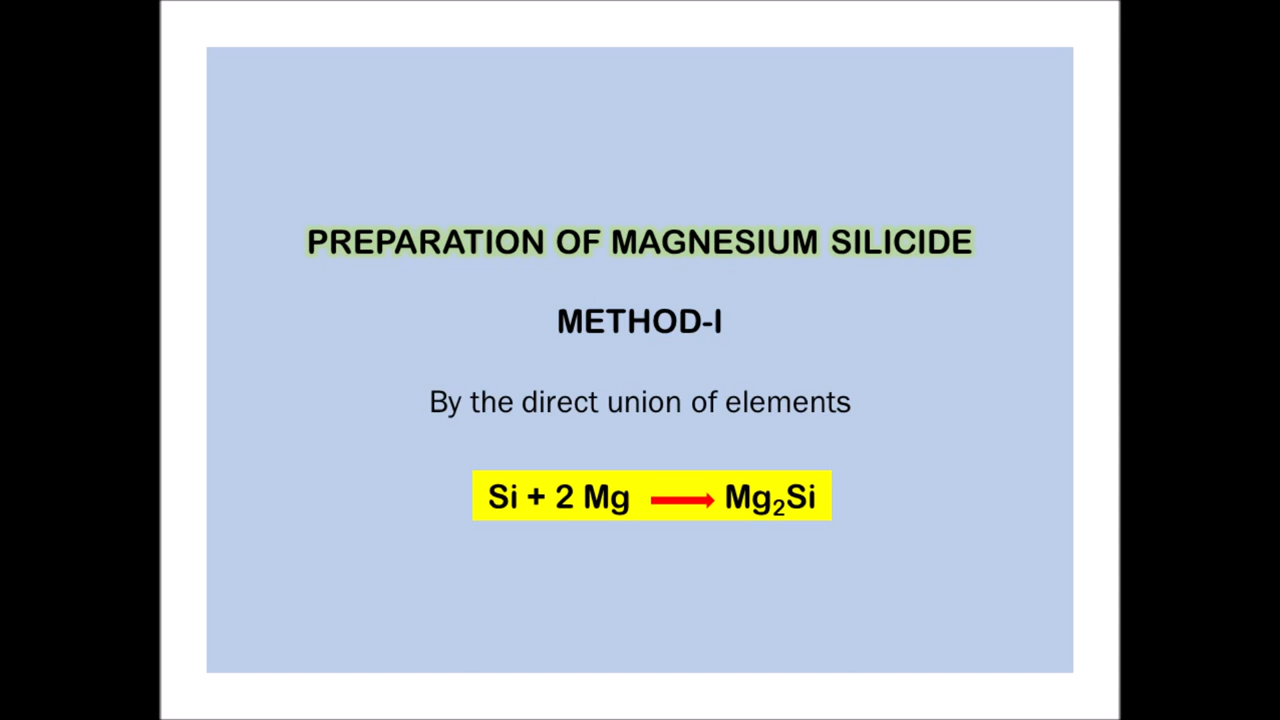 PREPARATION OF MAGNESIUM SILICIDE
METHOD-I
By the direct union of elements
Si + 2 Mg ⟶ Mg₂Si